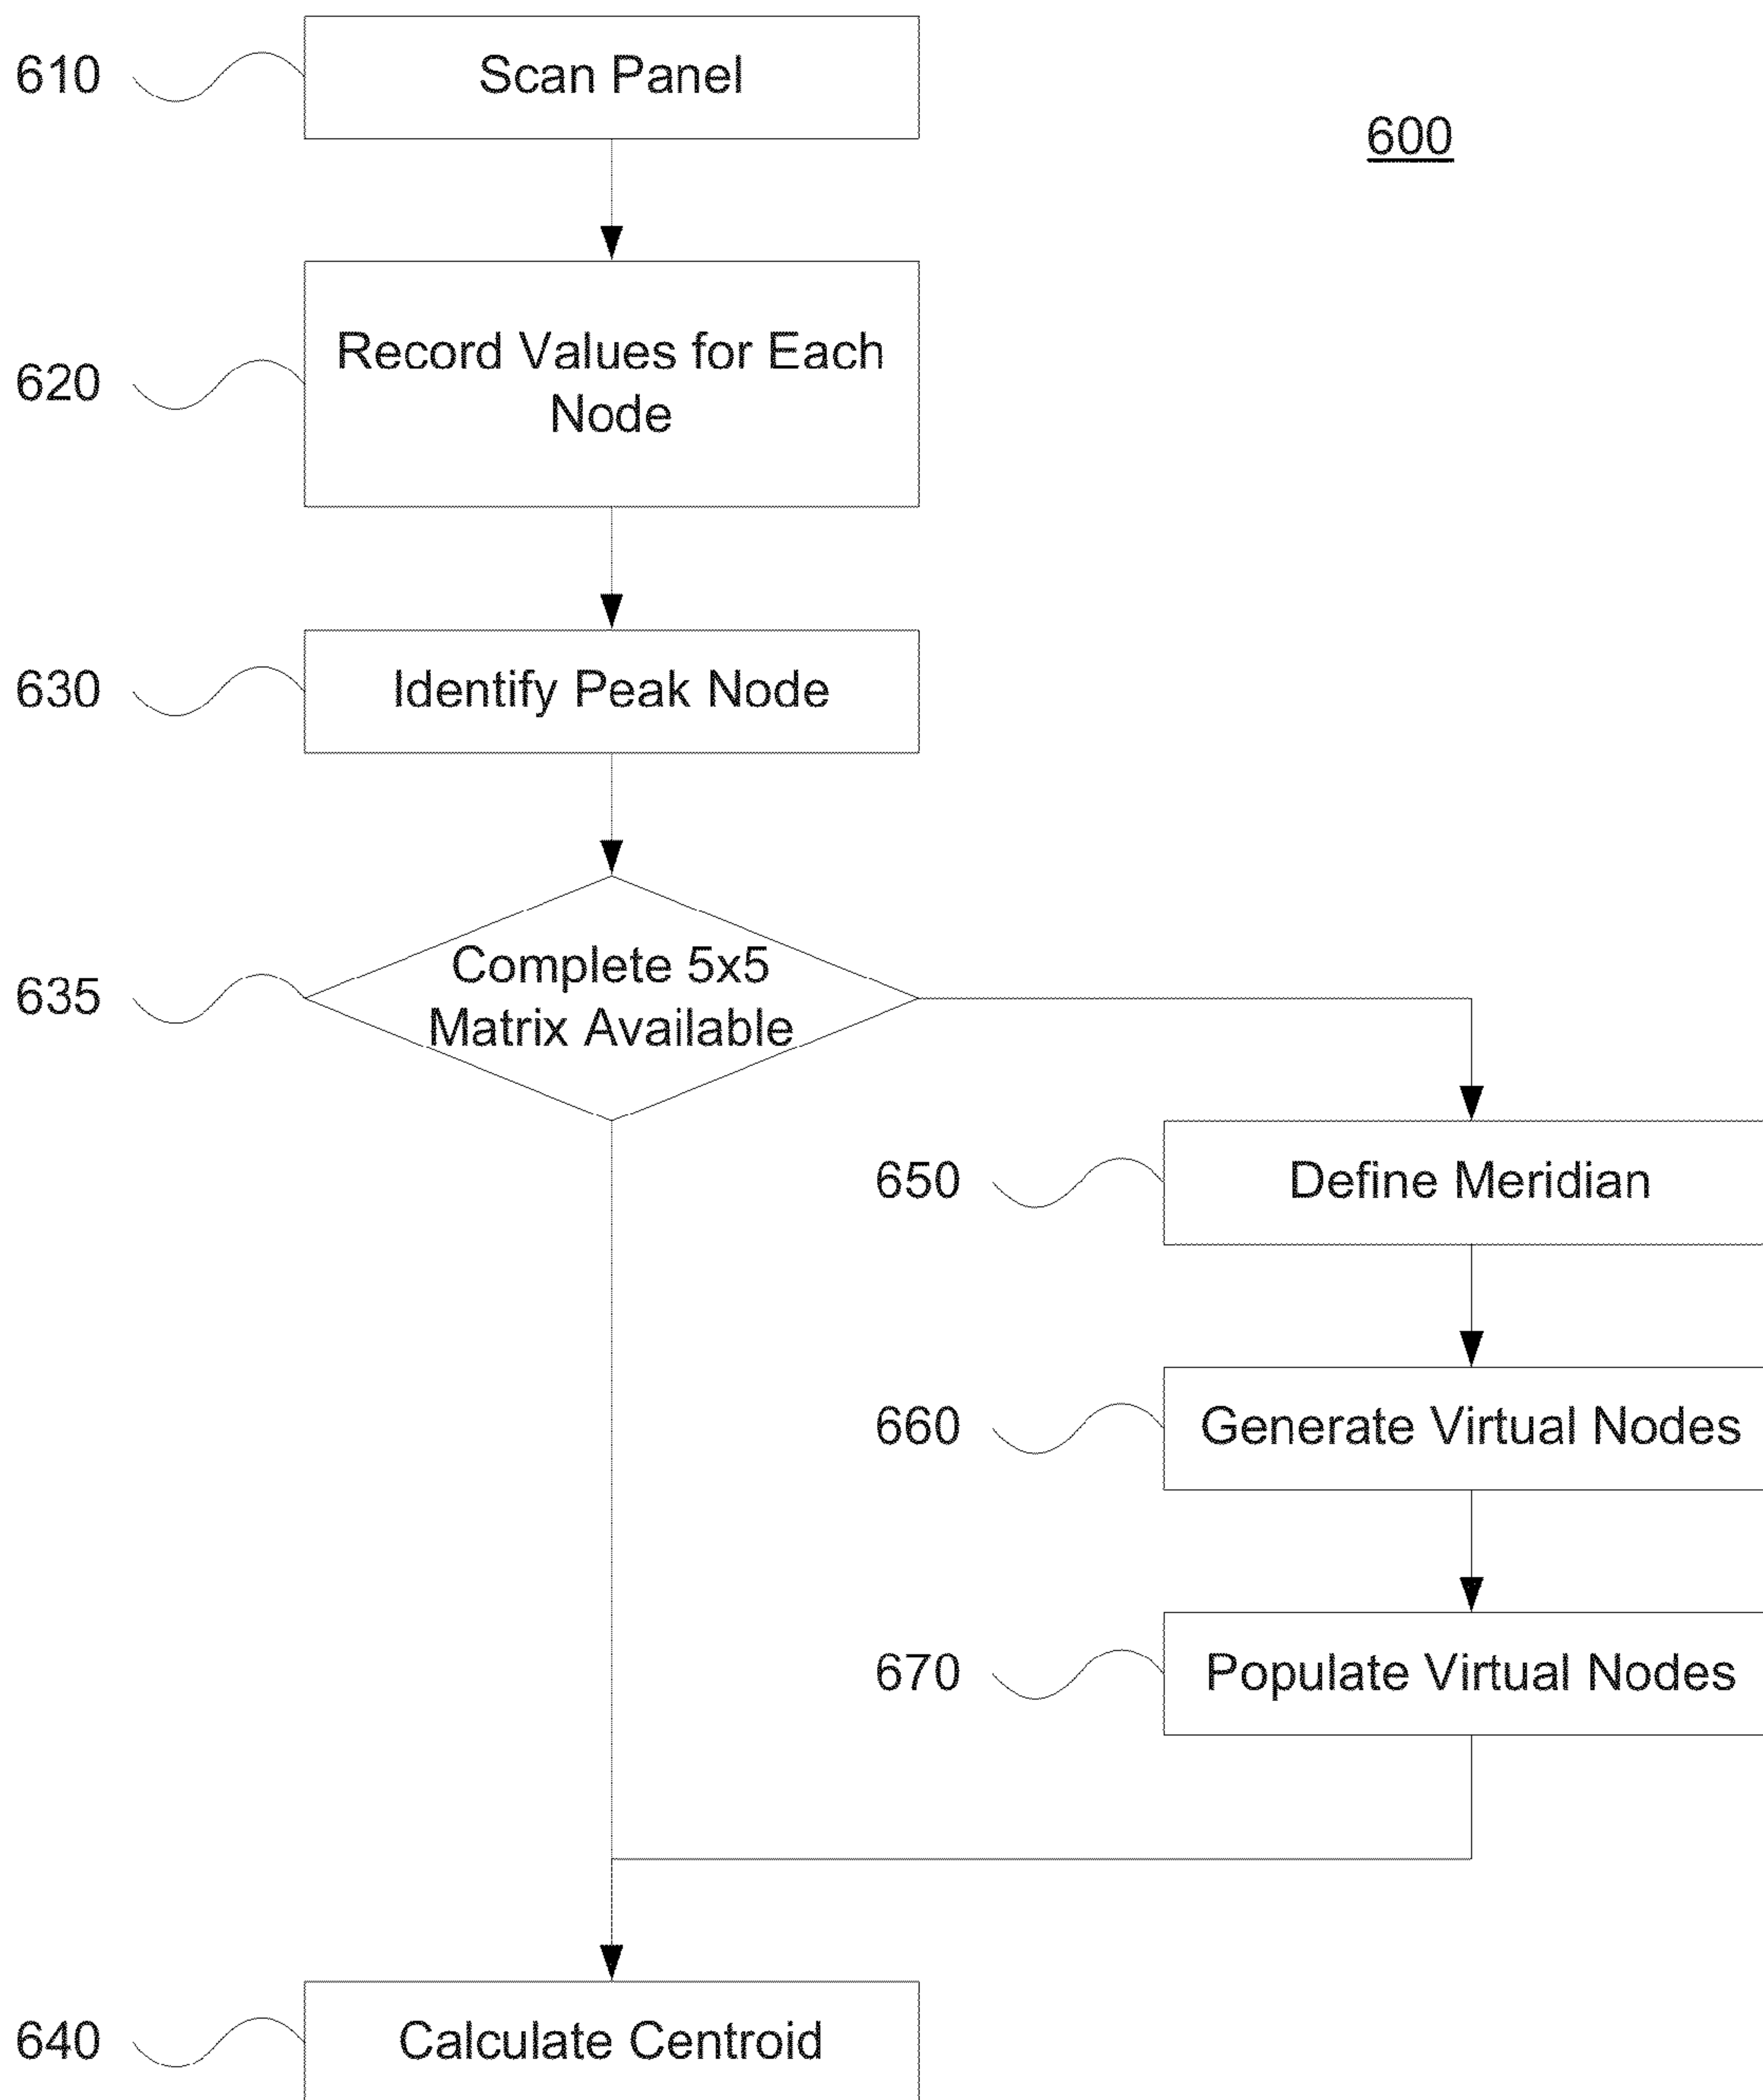 610
Scan Panel
600
620
Record Values for Each
Node
630
Identify Peak Node
635
Complete 5x5
Matrix Available
650
Define Meridian
660
Generate Virtual Nodes
670
Populate Virtual Nodes
640
Calculate Centroid